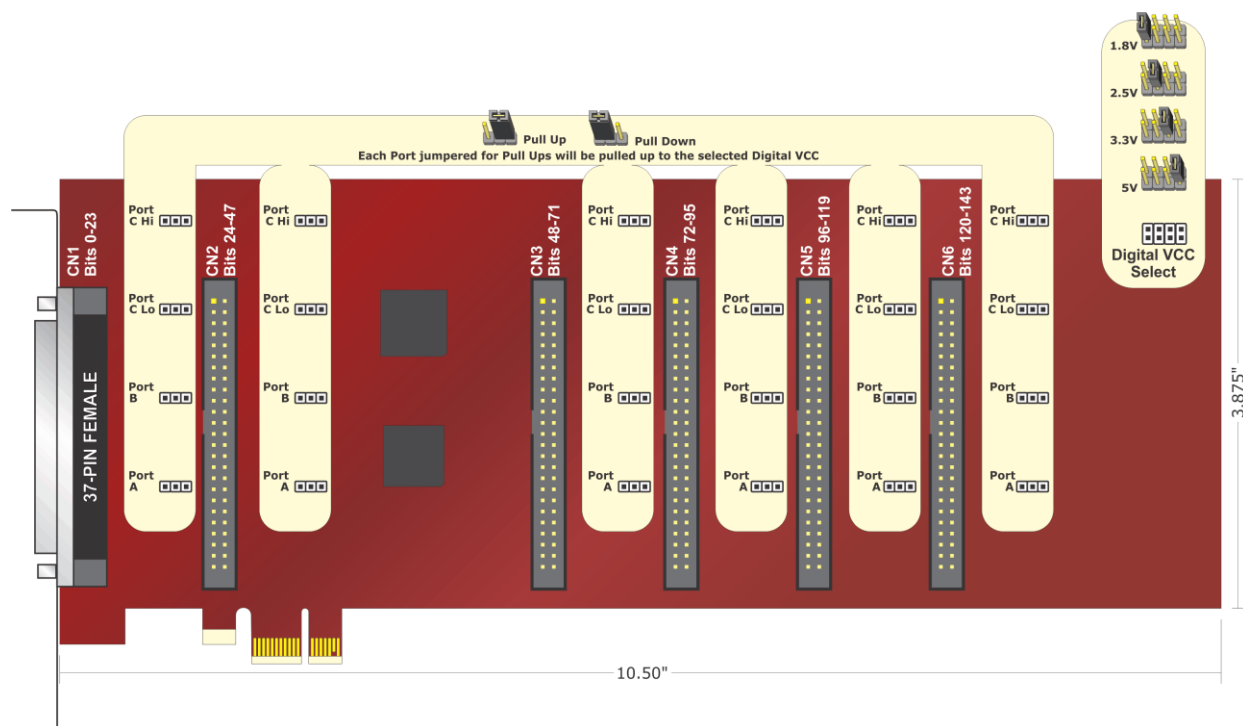 1.8V
2.5V
3.3V
5V
Digital VCC
Select
Pull Up
Pull Down
Each Port jumpered for Pull Ups will be pulled up to the selected Digital VCC
CN1
Bits 0-23
37-PIN FEMALE
Port
C Hi
Port
C Lo
Port
B
Port
A
CN2
Bits 24-47
Port
C Hi
Port
C Lo
Port
B
Port
A
CN3
Bits 48-71
Port
C Hi
Port
C Lo
Port
B
Port
A
CN4
Bits 72-95
Port
C Hi
Port
C Lo
Port
B
Port
A
CN5
Bits 96-119
Port
C Hi
Port
C Lo
Port
B
Port
A
CN6
Bits 120-143
Port
C Hi
Port
C Lo
Port
B
Port
A
3.875"
10.50"